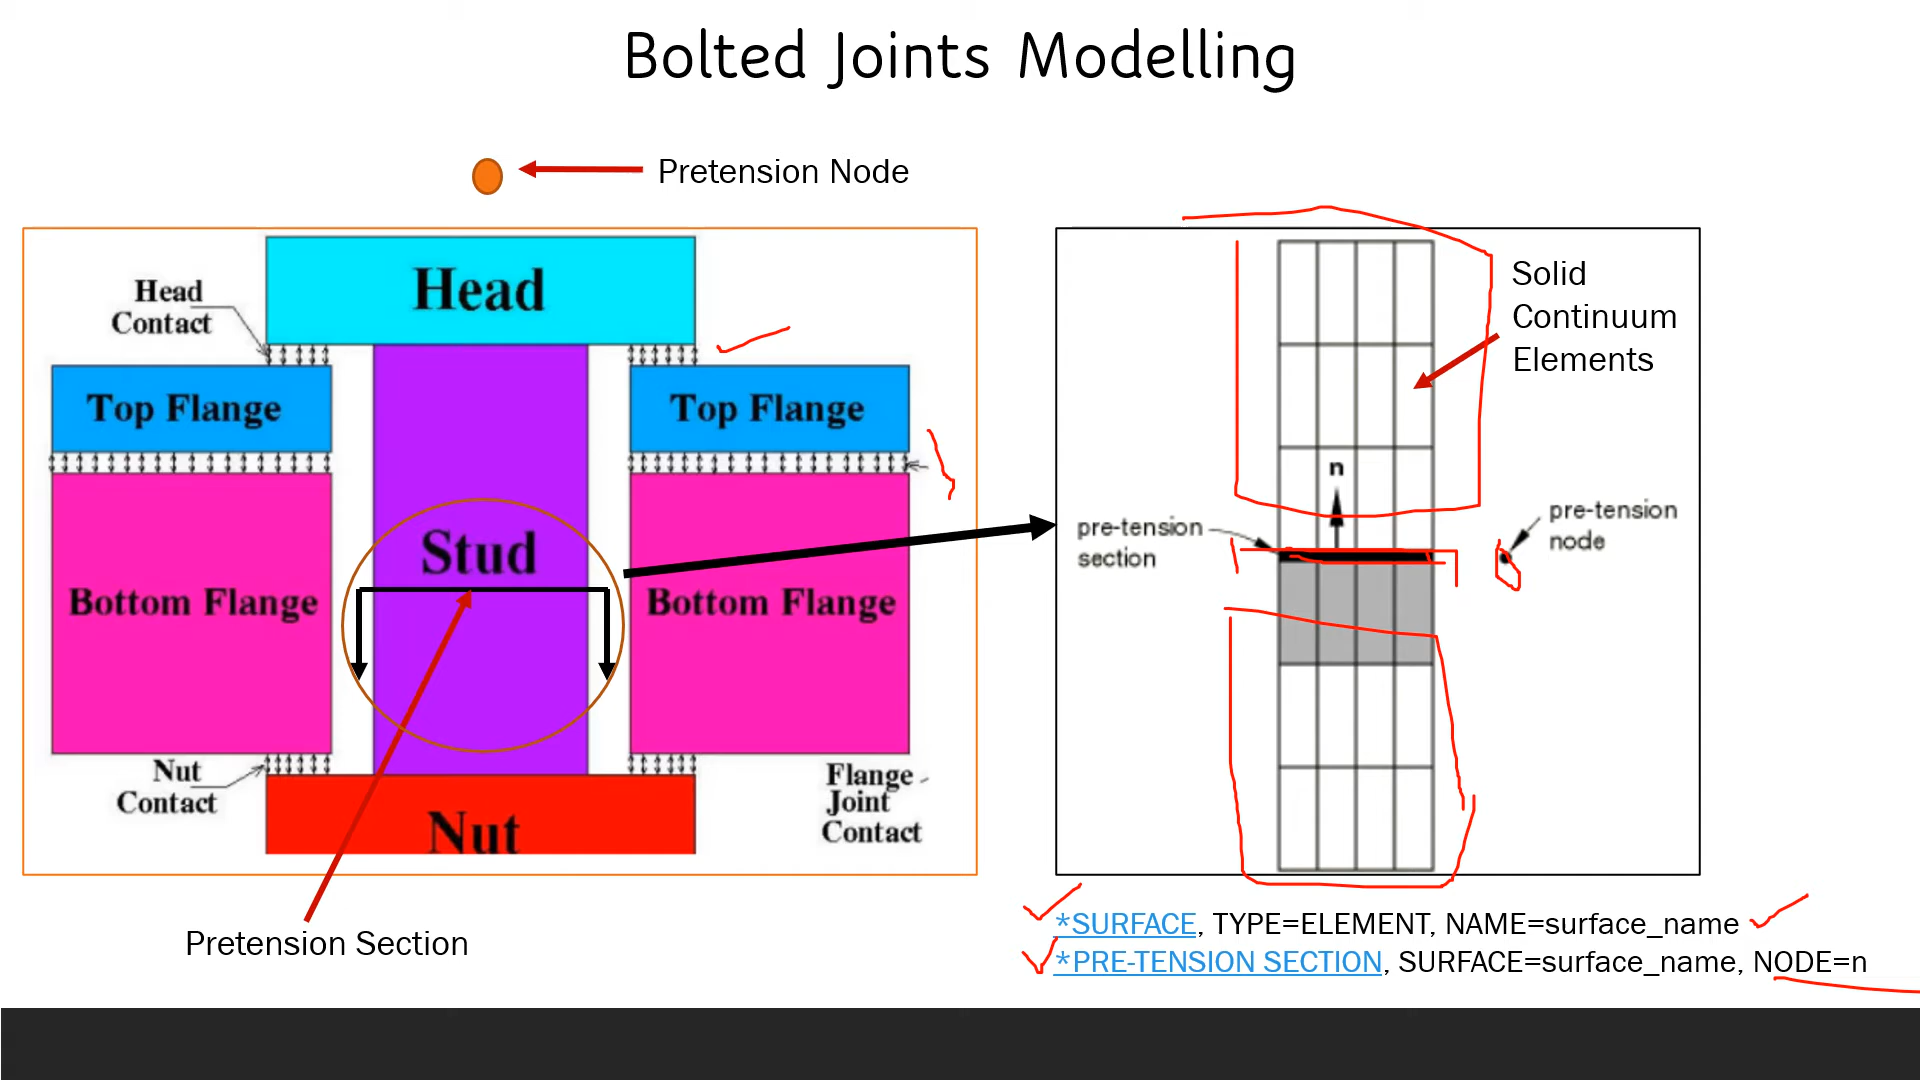 Bolted Joints Modelling
Pretension Node
Head
Contact
Head
Top Flange
Top Flange
Stud
Bottom Flange
Bottom Flange
Nut
Contact
Nut
Flange
Joint
Contact
Pretension Section
Solid
Continuum
Elements
n
pre-tension
section
pre-tension
node
*SURFACE, TYPE=ELEMENT, NAME=surface_name
*PRE-TENSION SECTION, SURFACE=surface_name, NODE=n